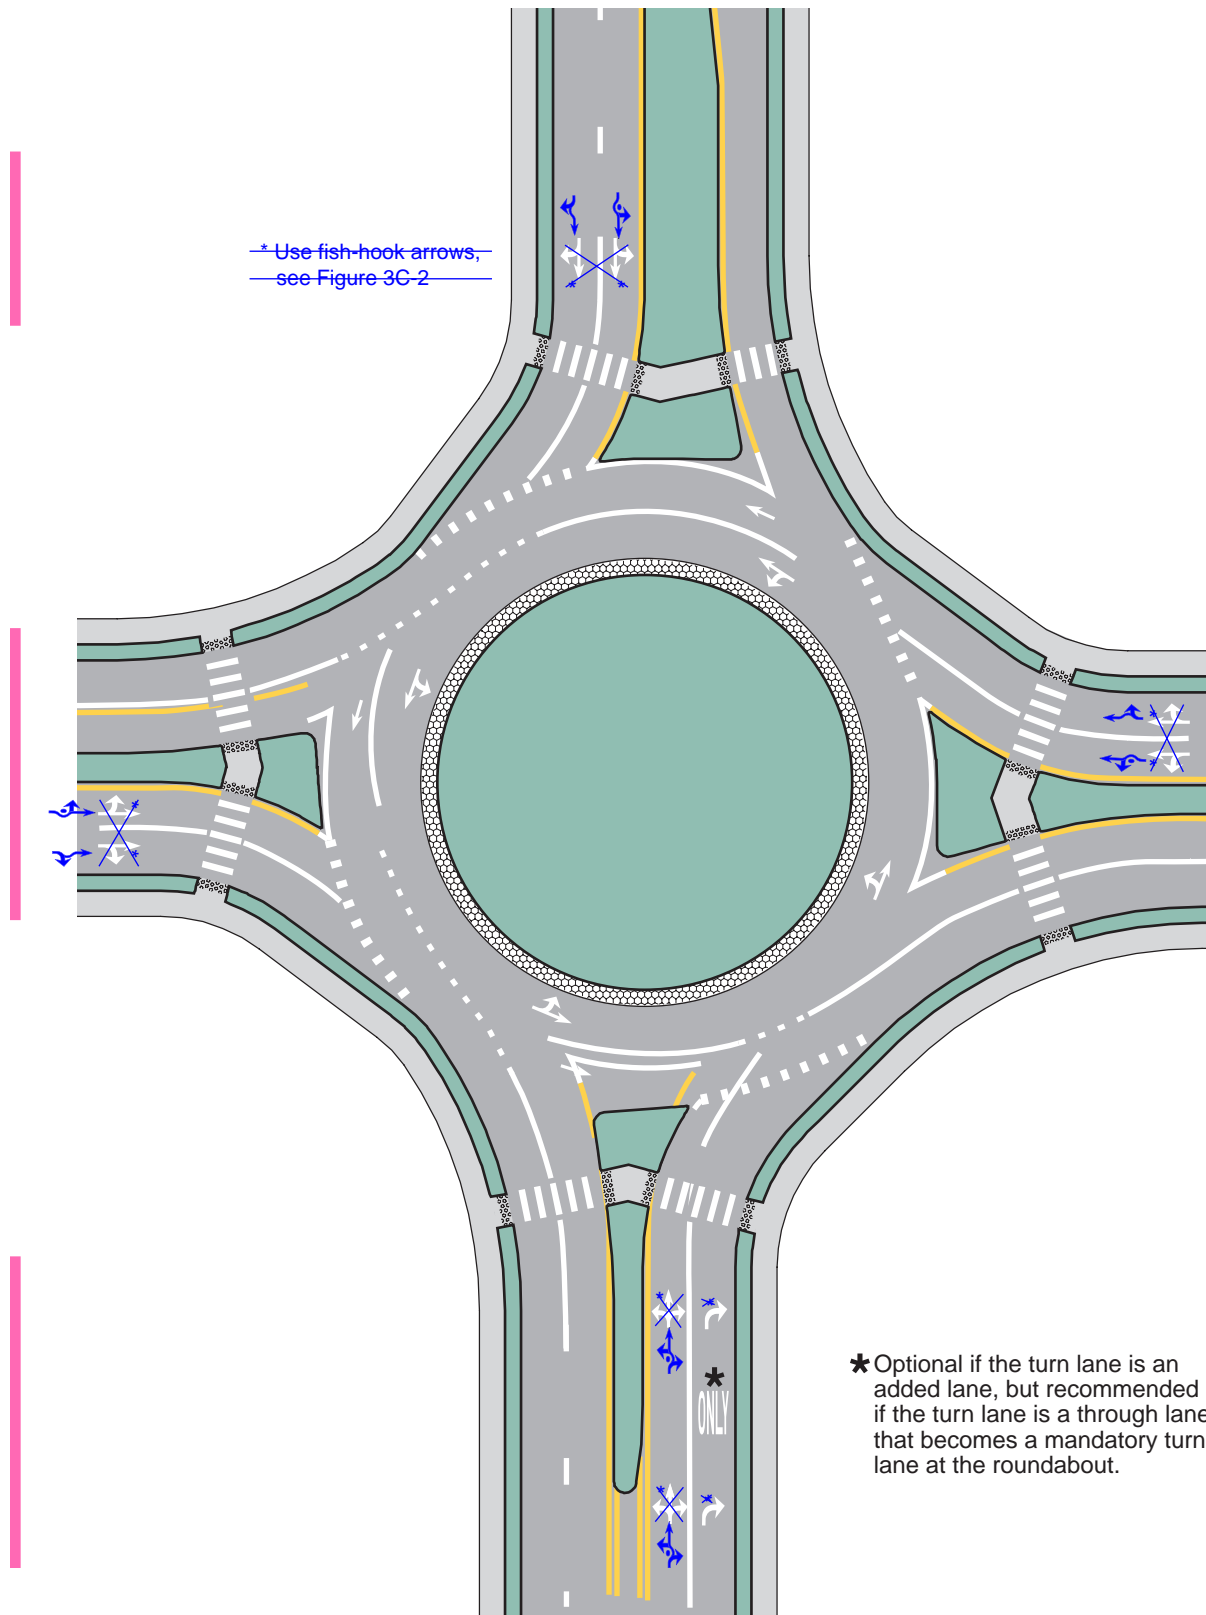 * Use fish-hook arrows,
see Figure 3C-2
* Optional if the turn lane is an
added lane, but recommended
if the turn lane is a through lane
that becomes a mandatory turn
lane at the roundabout.
*
ONLY